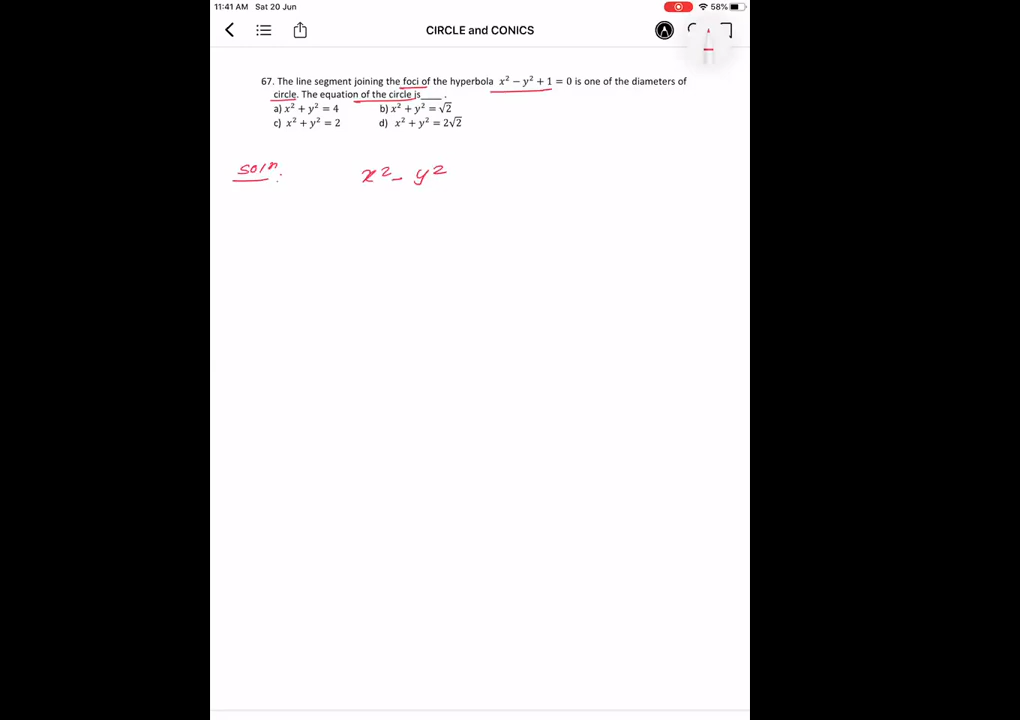 11:41 AM Sat 20 Jun 58%
CIRCLE and CONICS
67. The line segment joining the foci of the hyperbola x² − y² + 1 = 0 is one of the diameters of
circle. The equation of the circle is____ .
a) x² + y² = 4 b) x² + y² = √2
c) x² + y² = 2 d) x² + y² = 2√2
Soln: x² - y²